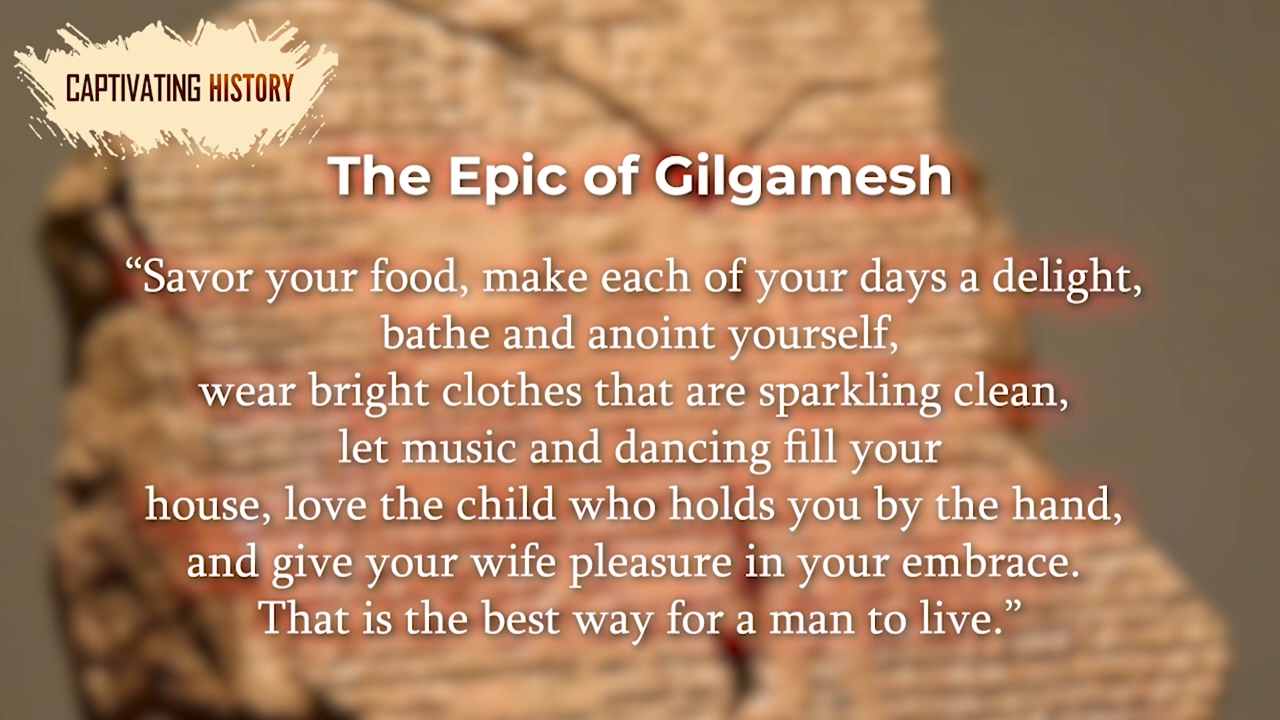 CAPTIVATING HISTORY
The Epic of Gilgamesh
“Savor your food, make each of your days a delight,
bathe and anoint yourself,
wear bright clothes that are sparkling clean,
let music and dancing fill your
house, love the child who holds you by the hand,
and give your wife pleasure in your embrace.
That is the best way for a man to live.”